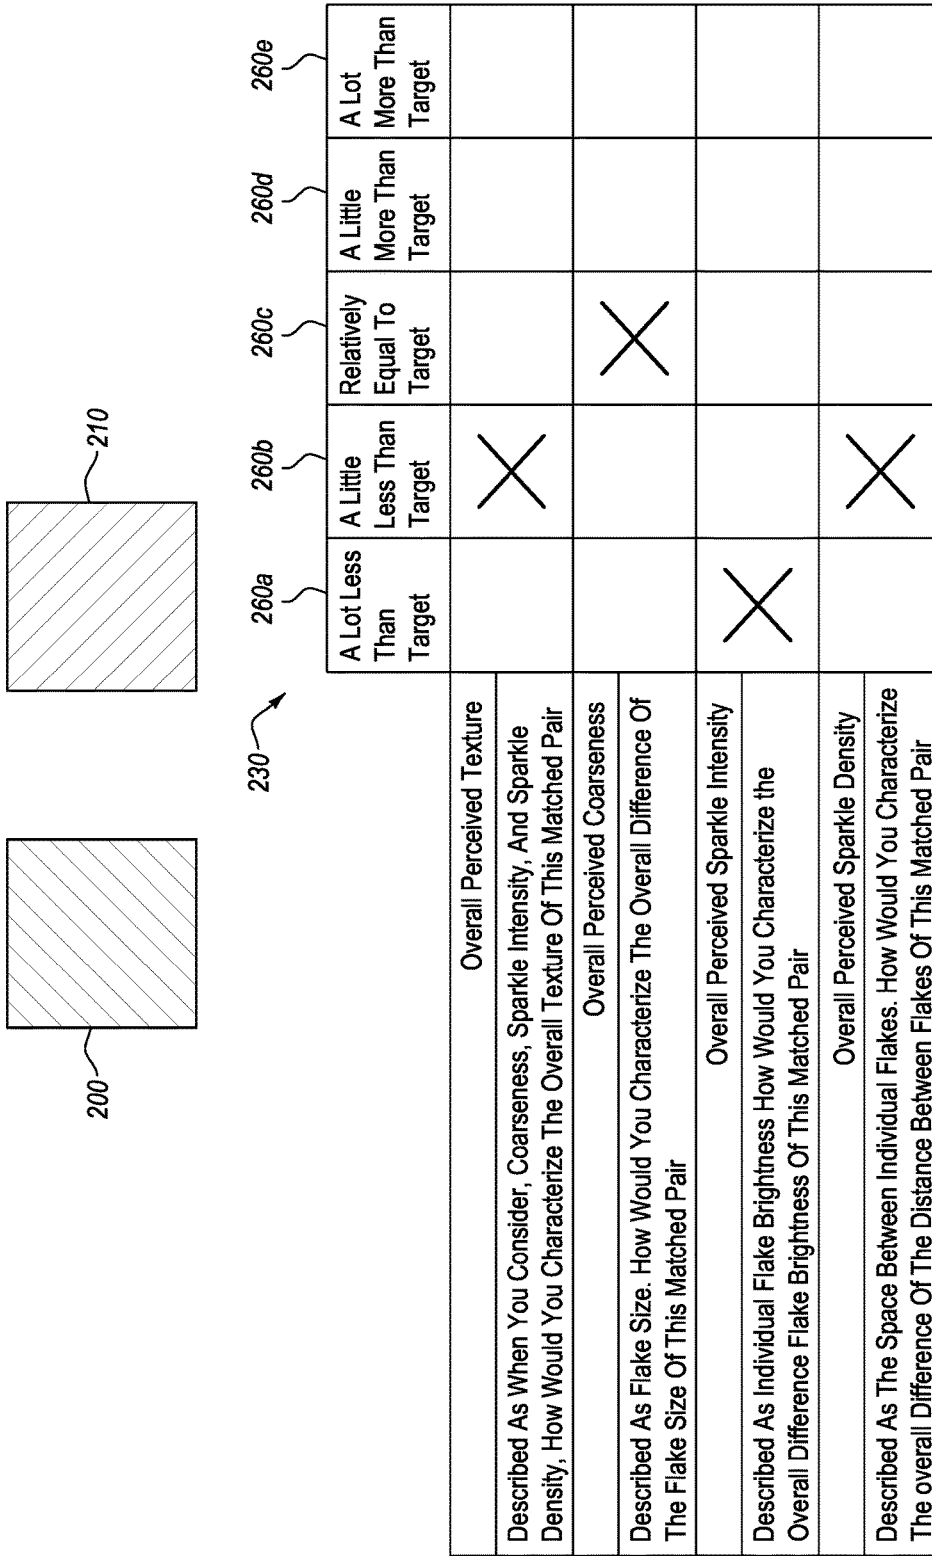 200
210
230
260a
260b
260c
260d
260e
A Lot Less
Than
Target
A Little
Less Than
Target
Relatively
Equal To
Target
A Little
More Than
Target
A Lot
More Than
Target
Overall Perceived Texture
Described As When You Consider, Coarseness, Sparkle Intensity, And Sparkle
Density, How Would You Characterize The Overall Texture Of This Matched Pair
Overall Perceived Coarseness
Described As Flake Size. How Would You Characterize The Overall Difference Of
The Flake Size Of This Matched Pair
Overall Perceived Sparkle Intensity
Described As Individual Flake Brightness How Would You Characterize the
Overall Difference Flake Brightness Of This Matched Pair
Overall Perceived Sparkle Density
Described As The Space Between Individual Flakes. How Would You Characterize
The overall Difference Of The Distance Between Flakes Of This Matched Pair